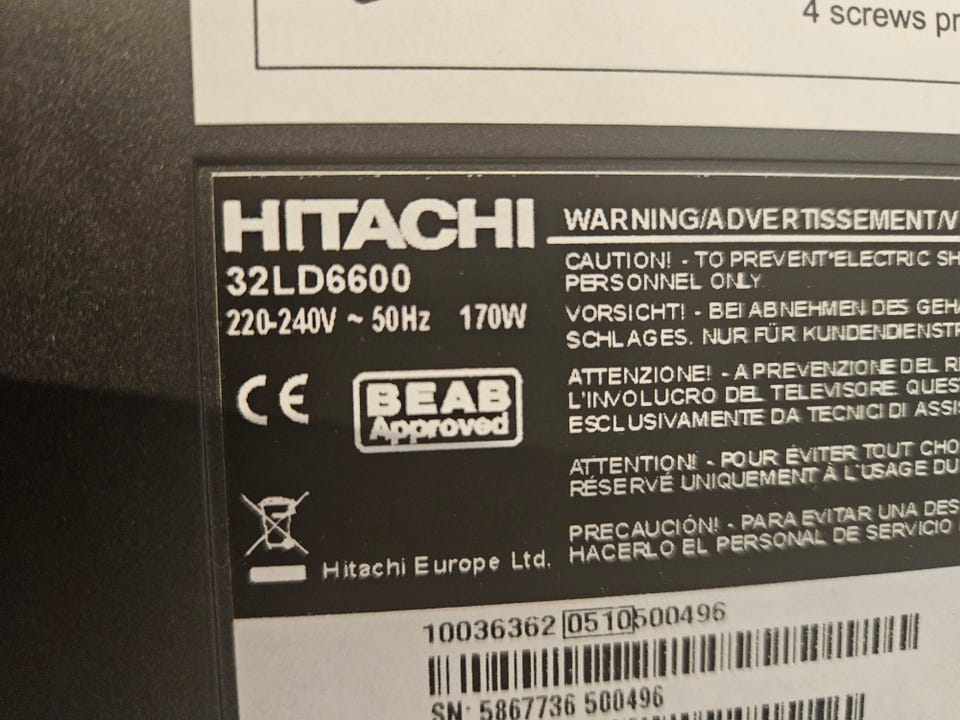 4 screws
HITACHI
32LD6600
220-240V ~ 50Hz 170W
CE
BEAB
Approved
Hitachi Europe Ltd.
WARNING/ADVERTISSEMENT/
CAUTION! - TO PREVENT ELECTRIC
PERSONNEL ONLY
VORSICHT! - BEI ABNEHMEN DES
SCHLAGES. NUR FÜR
ATTENZIONE! - A PREVENZIONE DEL
L'INVOLUCRO DEL TELEVISORE
ESCLUSIVAMENTE DA TECNICI DI
ATTENTION! - POUR ÉVITER TOUT
RÉSERVÉ UNIQUEMENT À L'USAGE DU
PRECAUCIÓN! - PARA EVITAR UNA
HACERLO EL PERSONAL DE SERVICIO
10036362 0510 500496
SN: 5867736 500496